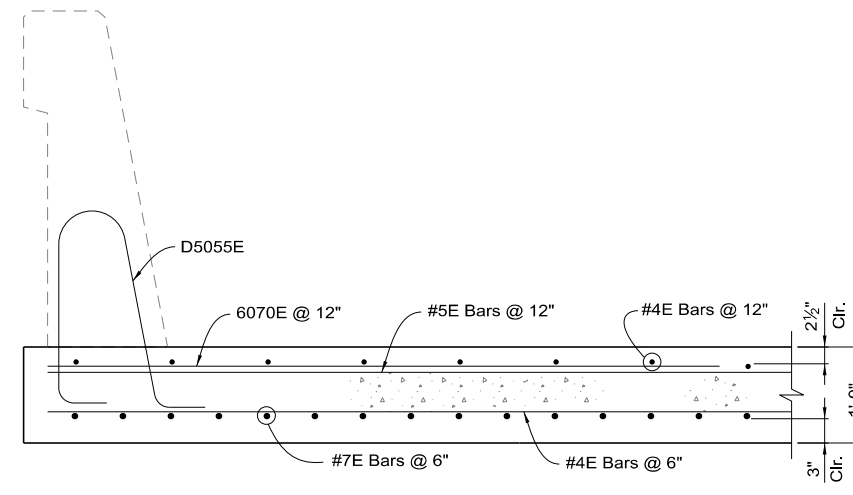 D5055E
6070E @ 12"
#5E Bars @ 12"
#4E Bars @ 12"
2½"
Clr.
#7E Bars @ 6"
#4E Bars @ 6"
3"
Clr.